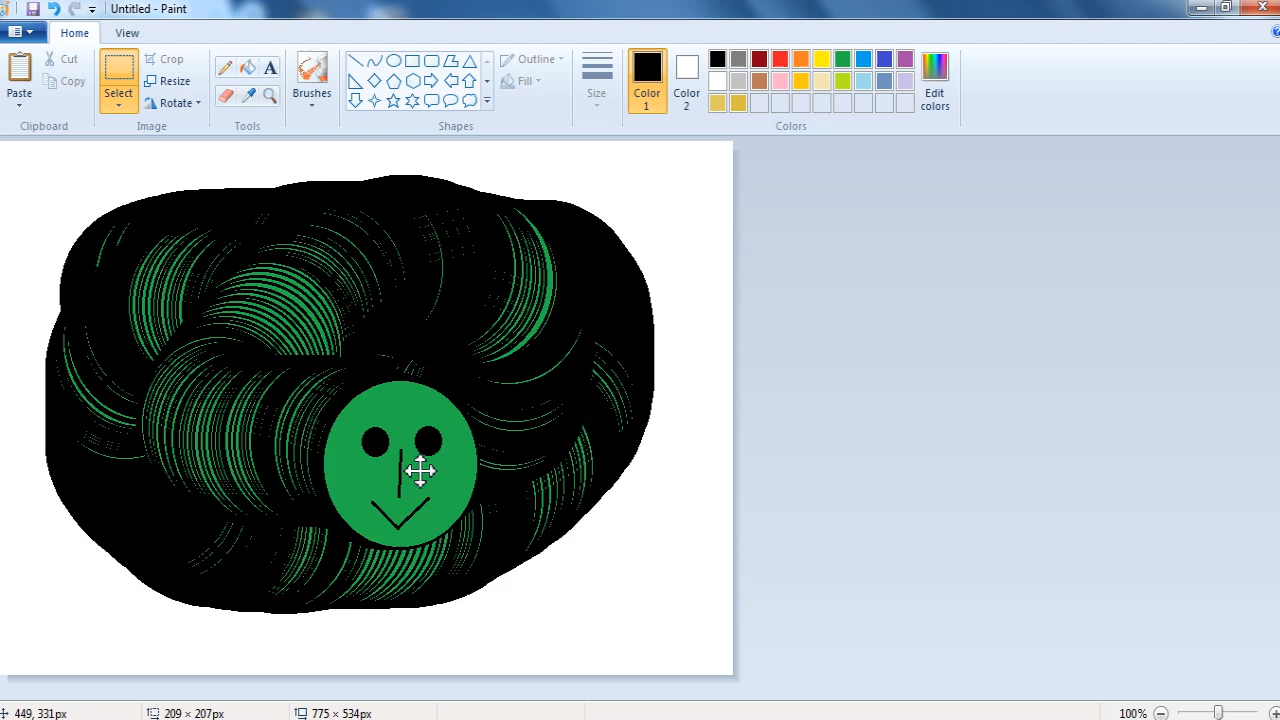 Untitled - Paint
Home View
Paste
Cut
Copy
Clipboard
Select
Crop
Resize
Rotate
Image
A
Tools
Brushes
Outline
Fill
Shapes
Size
Color
1
Color
2
Edit
colors
Colors
449, 331px
209 × 207px
775 × 534px
100%